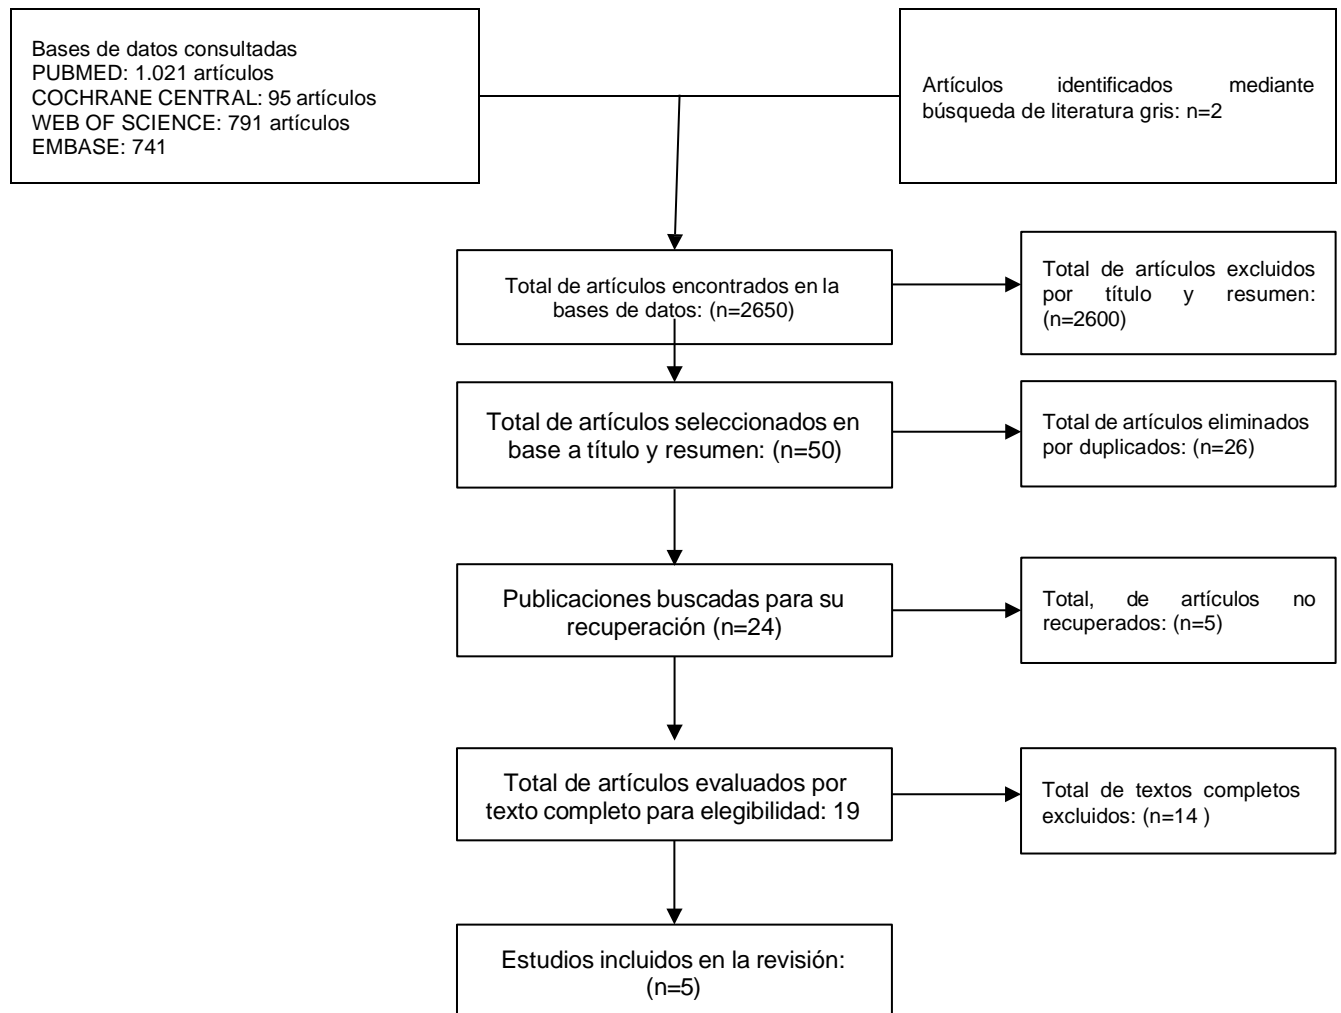 Bases de datos consultadas
PUBMED: 1.021 artículos
COCHRANE CENTRAL: 95 artículos
WEB OF SCIENCE: 791 artículos
EMBASE: 741
Artículos identificados mediante
búsqueda de literatura gris: n=2
Total de artículos encontrados en la
bases de datos: (n=2650)
Total de artículos excluidos
por título y resumen:
(n=2600)
Total de artículos seleccionados en
base a título y resumen: (n=50)
Total de artículos eliminados
por duplicados: (n=26)
Publicaciones buscadas para su
recuperación (n=24)
Total, de artículos no
recuperados: (n=5)
Total de artículos evaluados por
texto completo para elegibilidad: 19
Total de textos completos
excluidos: (n=14 )
Estudios incluidos en la revisión:
(n=5)